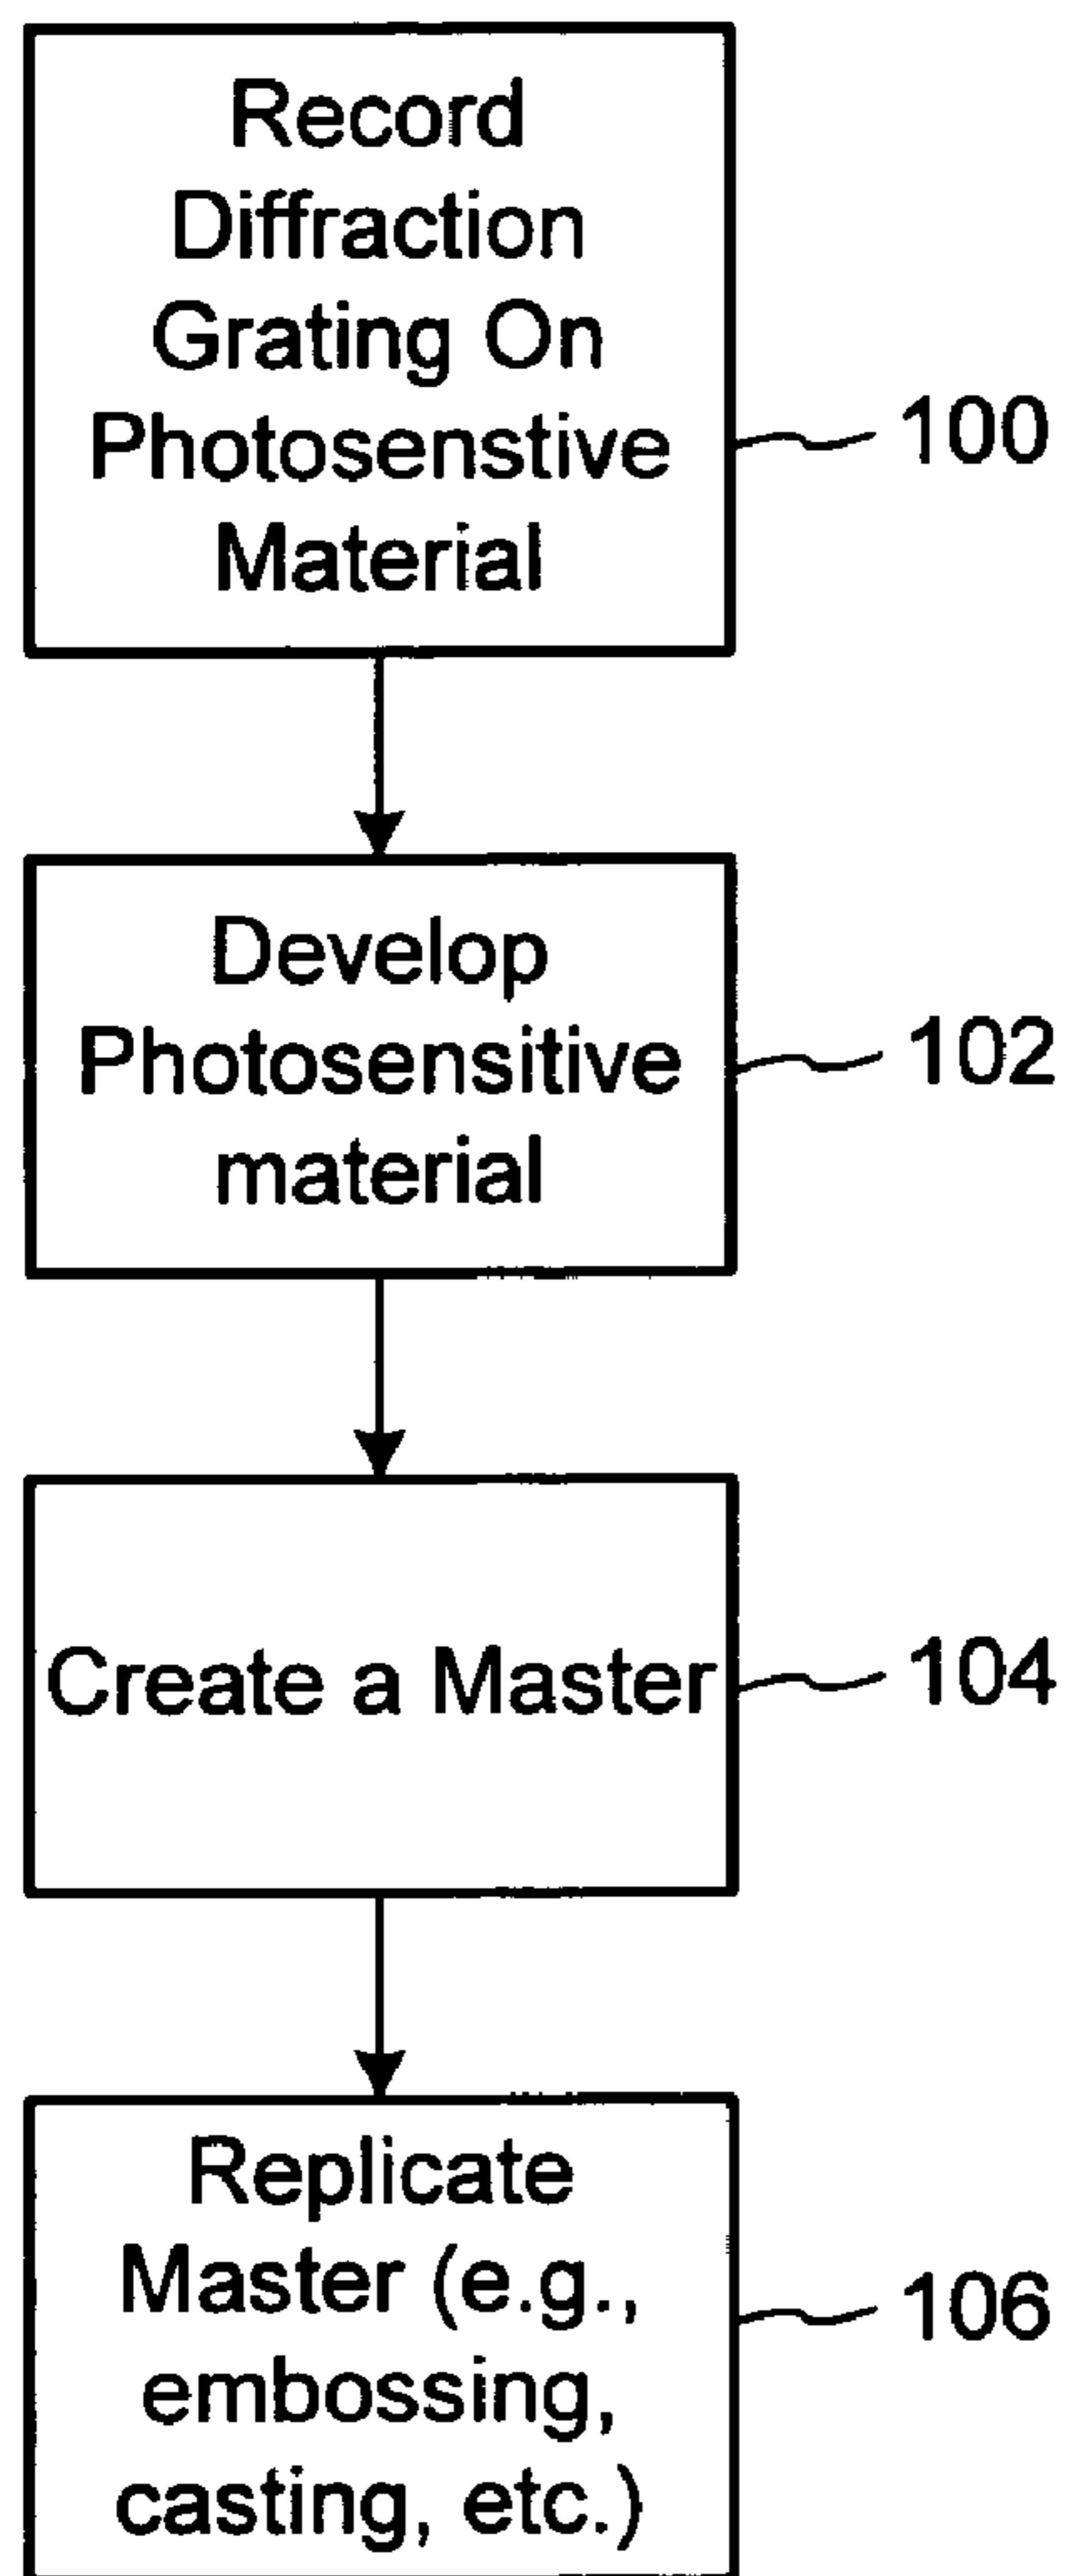 Record
Diffraction
Grating On
Photosenstive
Material
100
Develop
Photosensitive
material
102
Create a Master
104
Replicate
Master (e.g.,
embossing,
casting, etc.)
106